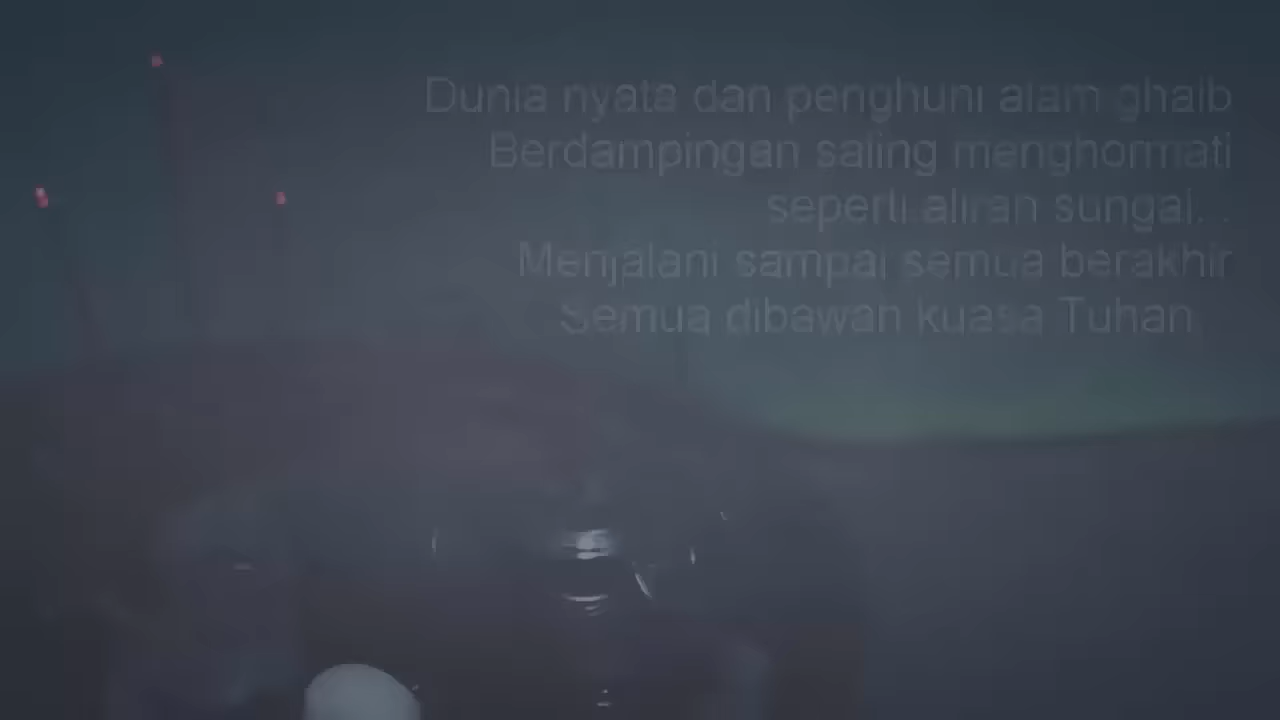 Dunia nyata dan penghuni alam ghaib
Berdampingan saling menghormati
seperti aliran sungai...
Menjalani sampai semua berakhir
Semua dibawah kuasa Tuhan